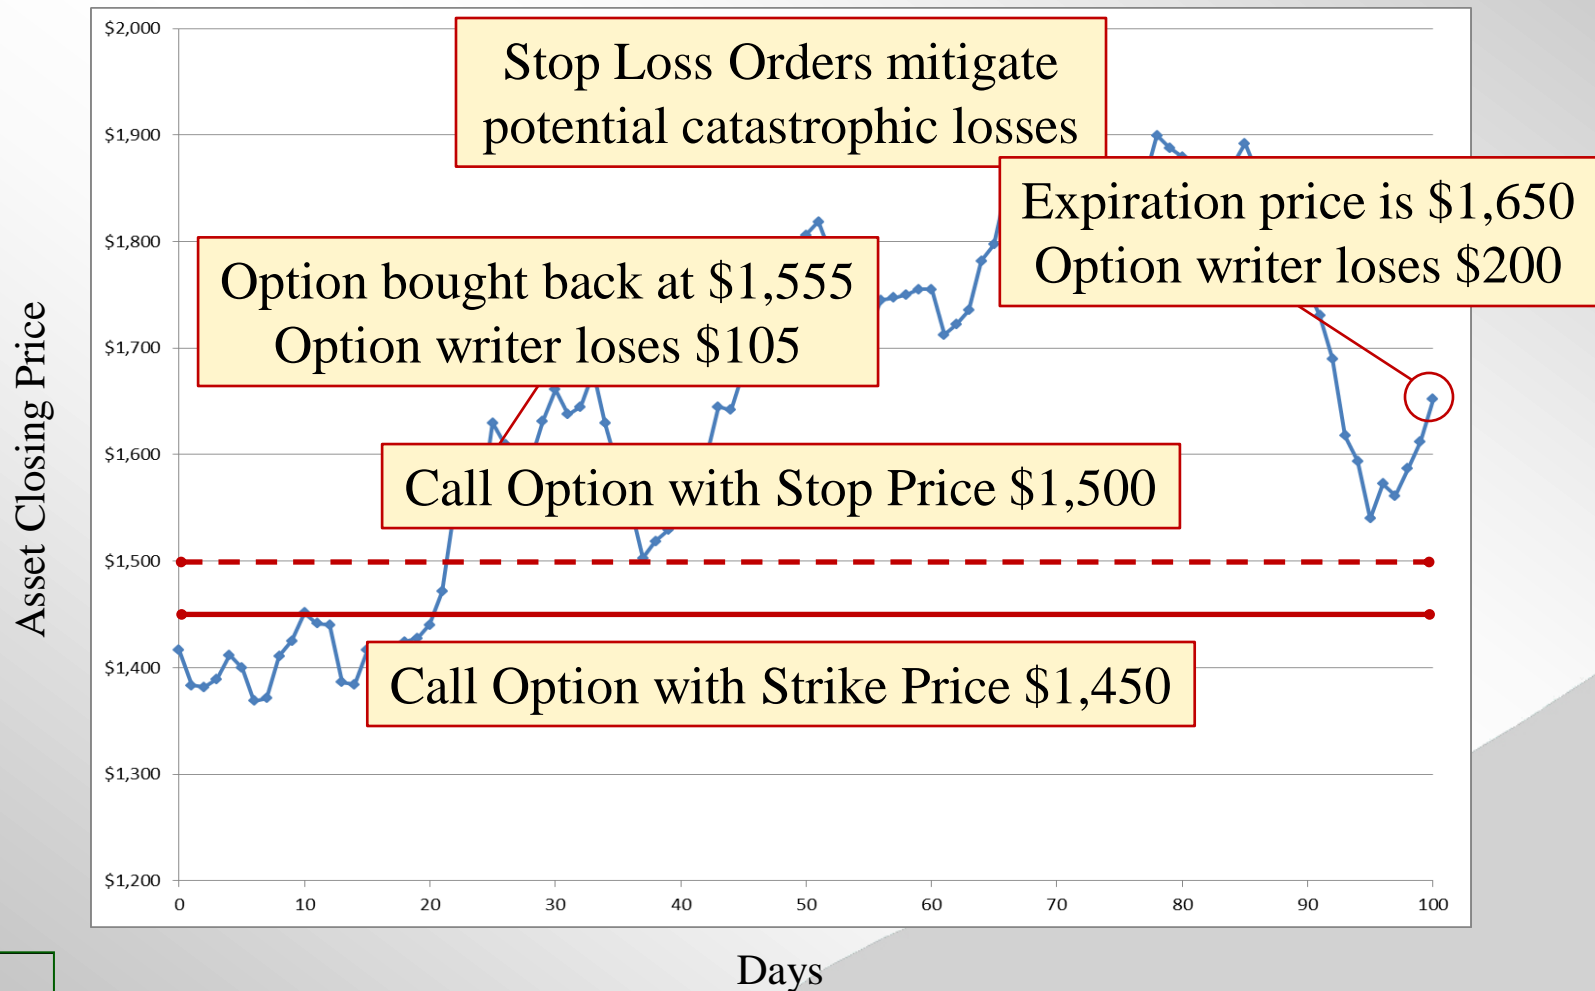 Stop Loss Orders mitigate
potential catastrophic losses
Expiration price is $1,650
Option writer loses $200
Option bought back at $1,555
Option writer loses $105
Call Option with Stop Price $1,500
Call Option with Strike Price $1,450
Asset Closing Price
$2,000
$1,900
$1,800
$1,700
$1,600
$1,500
$1,400
$1,300
$1,200
0 10 20 30 40 50 60 70 80 90 100
Days